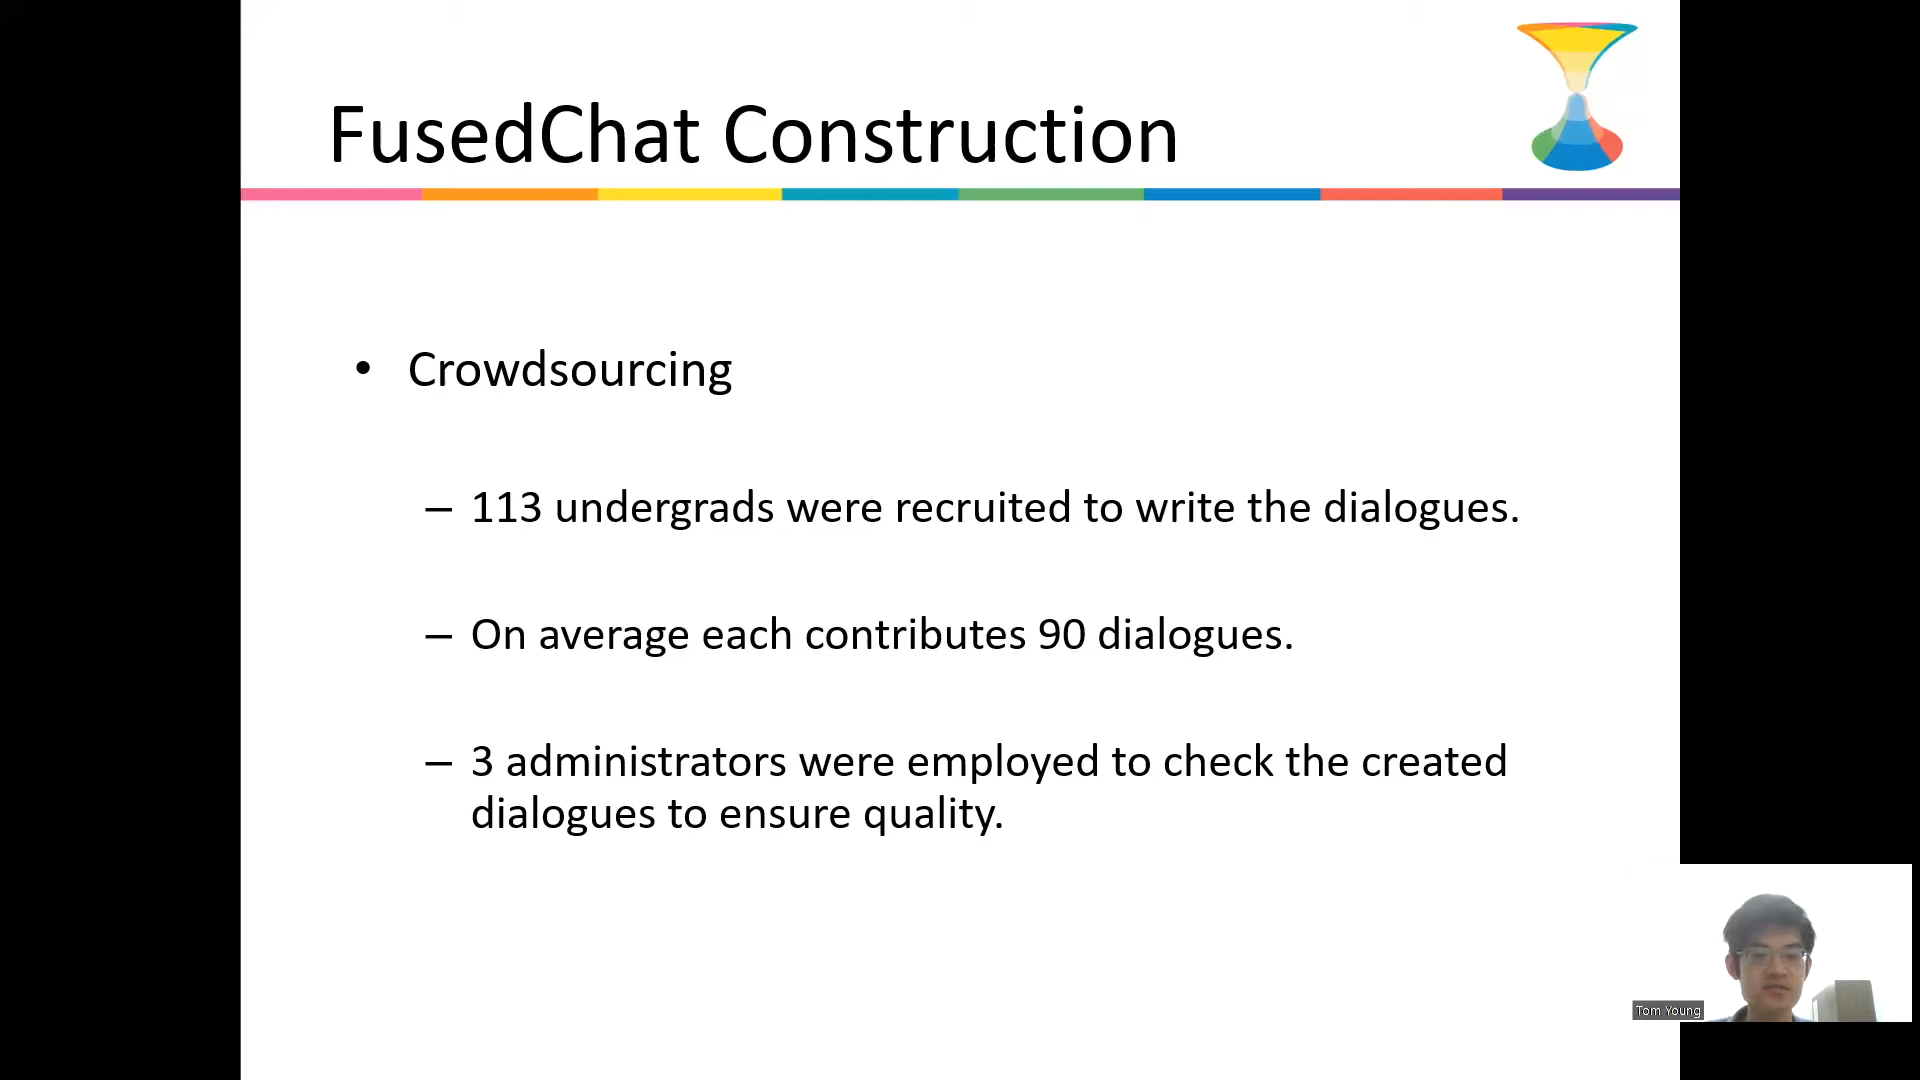 FusedChat Construction
• Crowdsourcing
– 113 undergrads were recruited to write the dialogues.
– On average each contributes 90 dialogues.
– 3 administrators were employed to check the created
dialogues to ensure quality.
Tom Young